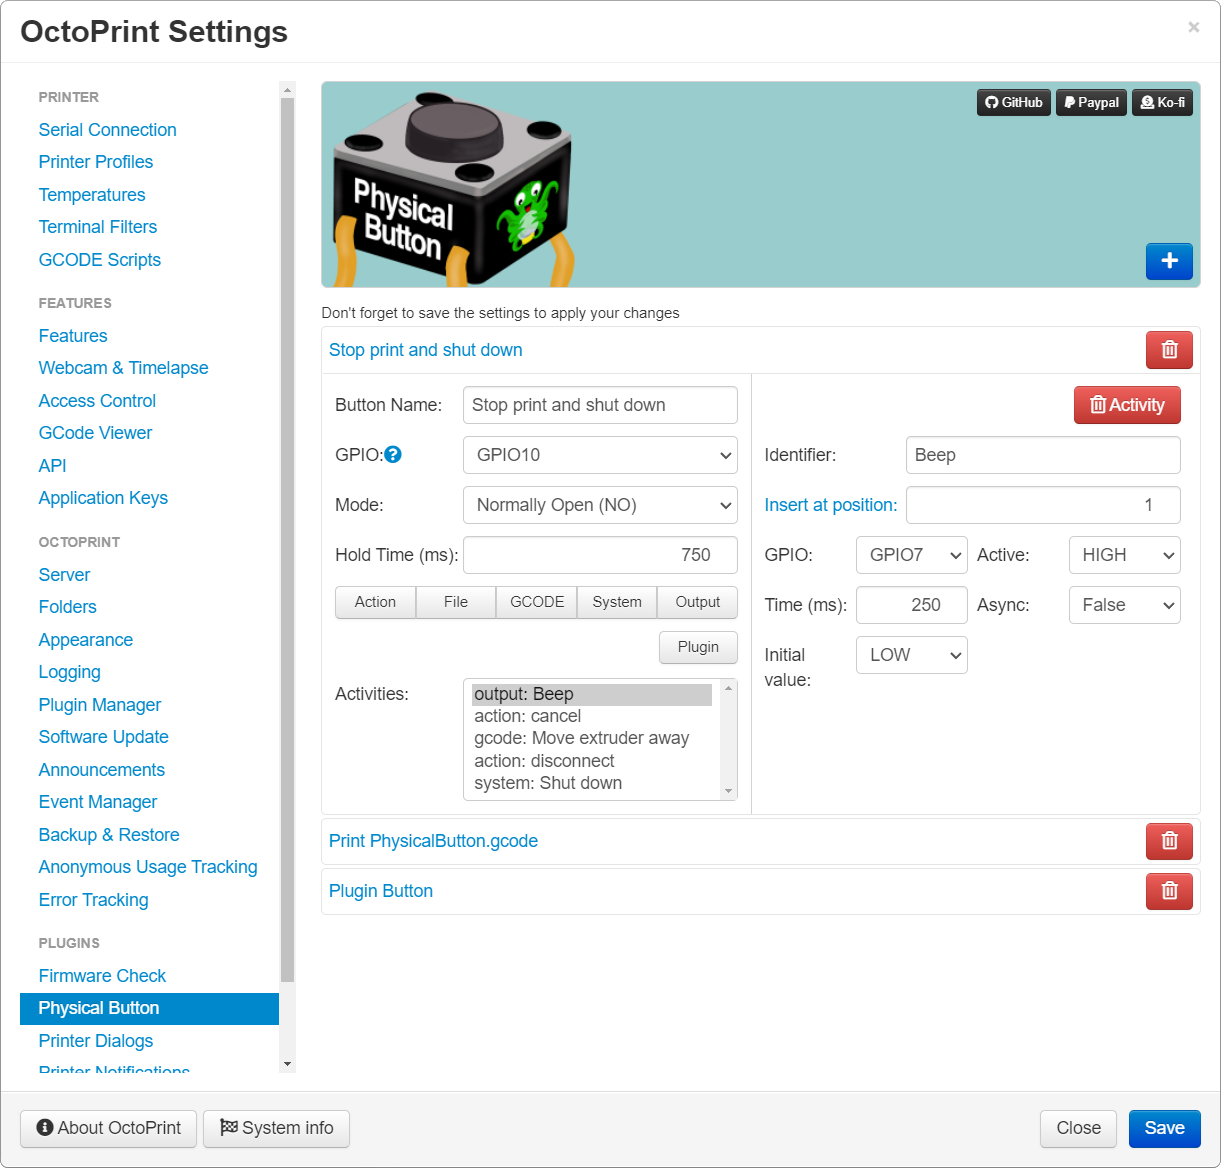 OctoPrint Settings
×
PRINTER
Serial Connection
Printer Profiles
Temperatures
Terminal Filters
GCODE Scripts
FEATURES
Features
Webcam & Timelapse
Access Control
GCode Viewer
API
Application Keys
OCTOPRINT
Server
Folders
Appearance
Logging
Plugin Manager
Software Update
Announcements
Event Manager
Backup & Restore
Anonymous Usage Tracking
Error Tracking
PLUGINS
Firmware Check
Physical Button
Printer Dialogs
Printer Notifications
Physical
Button
GitHub Paypal Ko-fi
+
Don't forget to save the settings to apply your changes
Stop print and shut down
Button Name: Stop print and shut down
GPIO: GPIO10
Mode: Normally Open (NO)
Hold Time (ms): 750
Action File GCODE System Output
Plugin
Activities:
output: Beep
action: cancel
gcode: Move extruder away
action: disconnect
system: Shut down
Activity
Identifier: Beep
Insert at position: 1
GPIO: GPIO7 Active: HIGH
Time (ms): 250 Async: False
Initial
value: LOW
Print PhysicalButton.gcode
Plugin Button
About OctoPrint System info Close Save